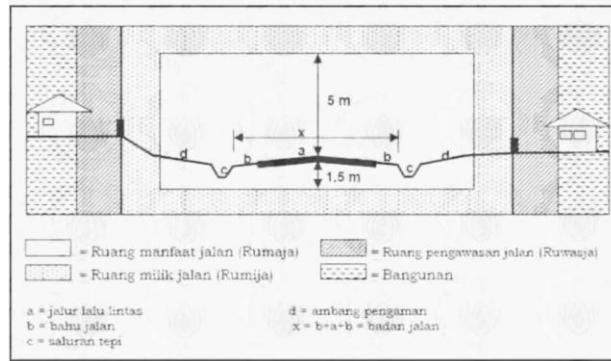 5 m
x
a
d b b d
c c
1.5 m
= Ruang manfaat jalan (Rumaja) = Ruang pengawasan jalan (Ruwasja)
= Ruang milik jalan (Rumija) = Bangunan
a = jalur lalu lintas d = ambang pengaman
b = bahu jalan x = b+a+b = badan jalan
c = saluran tepi